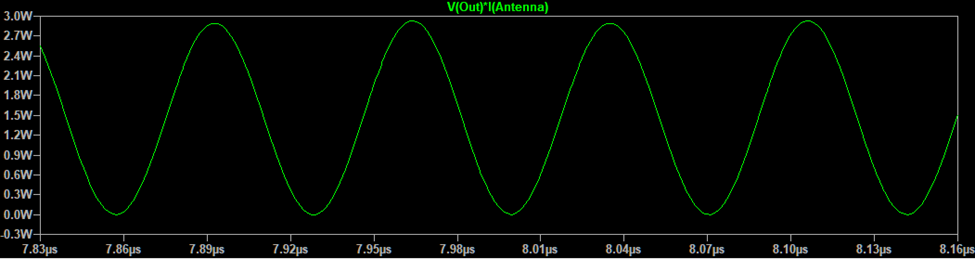 V(Out)*I(Antenna)
3.0W
2.7W
2.4W
2.1W
1.8W
1.5W
1.2W
0.9W
0.6W
0.3W
0.0W
-0.3W
7.83µs 7.86µs 7.89µs 7.92µs 7.95µs 7.98µs 8.01µs 8.04µs 8.07µs 8.10µs 8.13µs 8.16µs